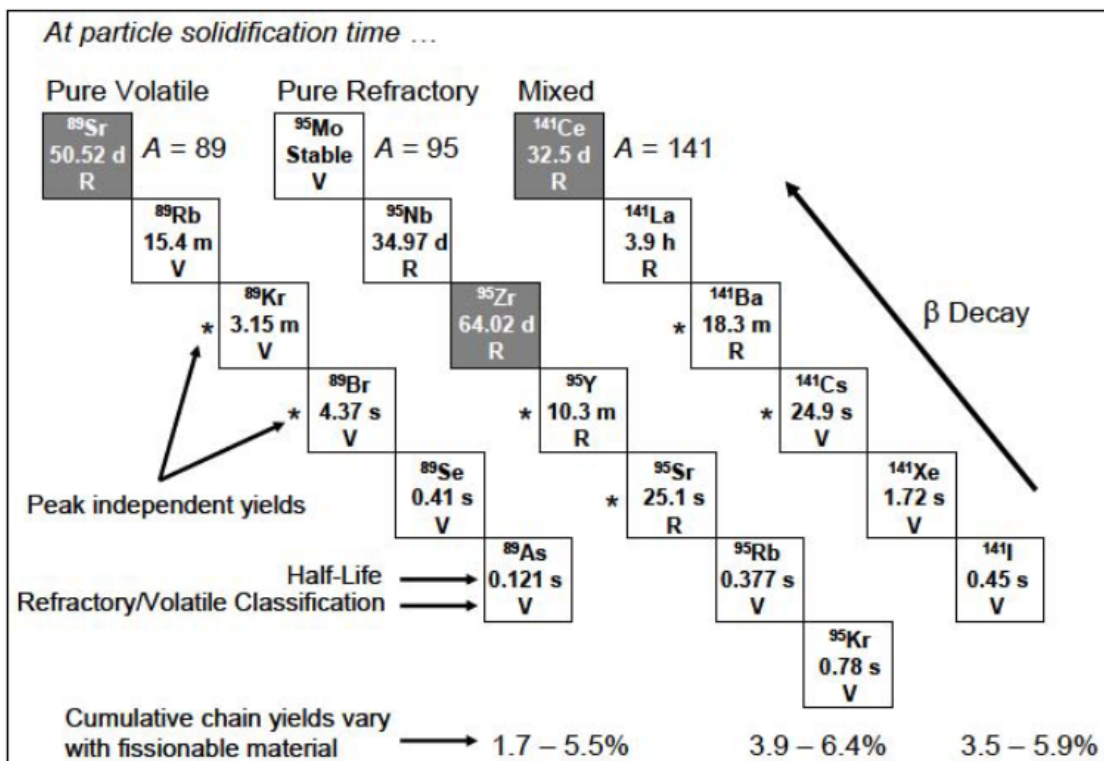 At particle solidification time …
Pure Volatile Pure Refractory Mixed
⁸⁹Sr
50.52 d
R
A = 89
⁹⁵Mo
Stable
V
A = 95
¹⁴¹Ce
32.5 d
R
A = 141
⁸⁹Rb
15.4 m
V
⁹⁵Nb
34.97 d
R
¹⁴¹La
3.9 h
R
⁸⁹Kr
3.15 m
V
*
⁹⁵Zr
64.02 d
R
¹⁴¹Ba
18.3 m
R
*
β Decay
⁸⁹Br
4.37 s
V
*
⁹⁵Y
10.3 m
R
*
¹⁴¹Cs
24.9 s
V
*
Peak independent yields
⁸⁹Se
0.41 s
V
⁹⁵Sr
25.1 s
R
*
¹⁴¹Xe
1.72 s
V
Half-Life
Refractory/Volatile Classification
⁸⁹As
0.121 s
V
⁹⁵Rb
0.377 s
V
¹⁴¹I
0.45 s
V
⁹⁵Kr
0.78 s
V
Cumulative chain yields vary
with fissionable material
1.7 – 5.5% 3.9 – 6.4% 3.5 – 5.9%